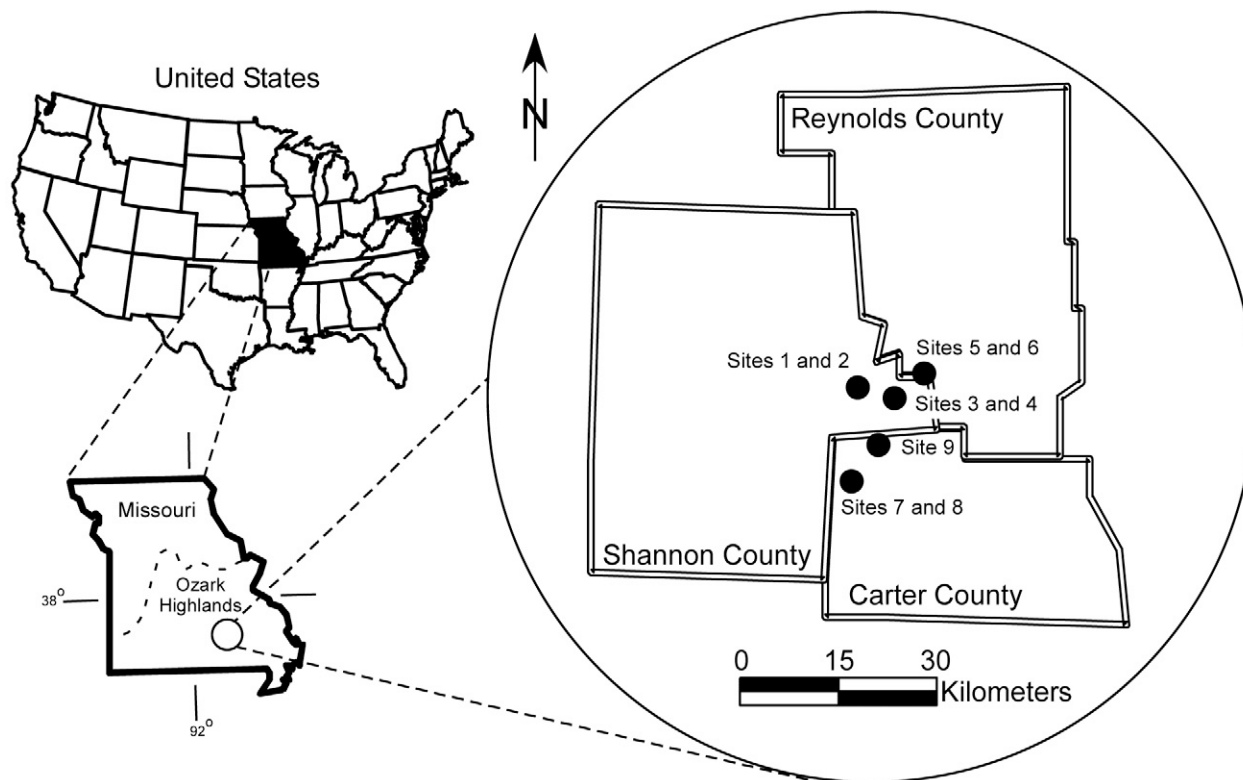 United States
N
Reynolds County
Sites 1 and 2
Sites 5 and 6
Sites 3 and 4
Site 9
Sites 7 and 8
Shannon County
Carter County
0 15 30
Kilometers
Missouri
Ozark
Highlands
38°
92°